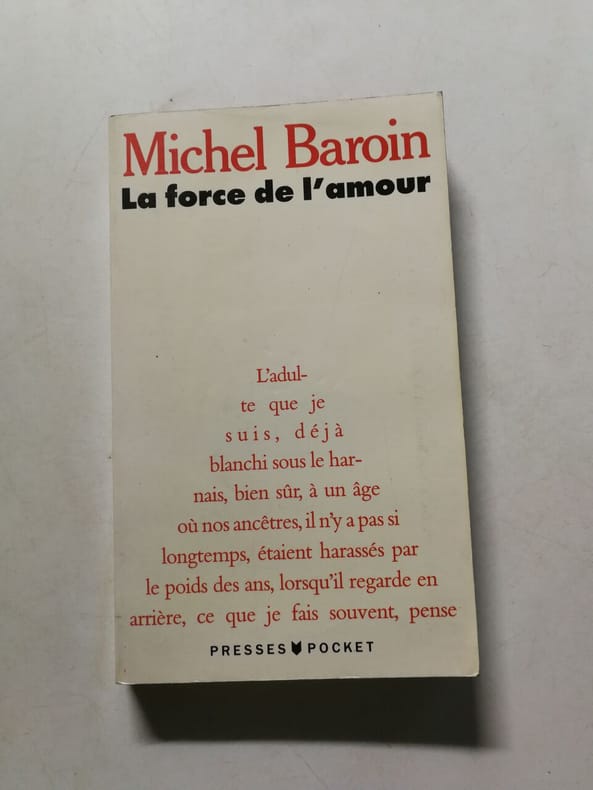 Michel Baroin
La force de l'amour
L'adul-
te que je
suis, déjà
blanchi sous le har-
nais, bien sûr, à un âge
où nos ancêtres, il n'y a pas si
longtemps, étaient harassés par
le poids des ans, lorsqu'il regarde en
arrière, ce que je fais souvent, pense
PRESSES POCKET